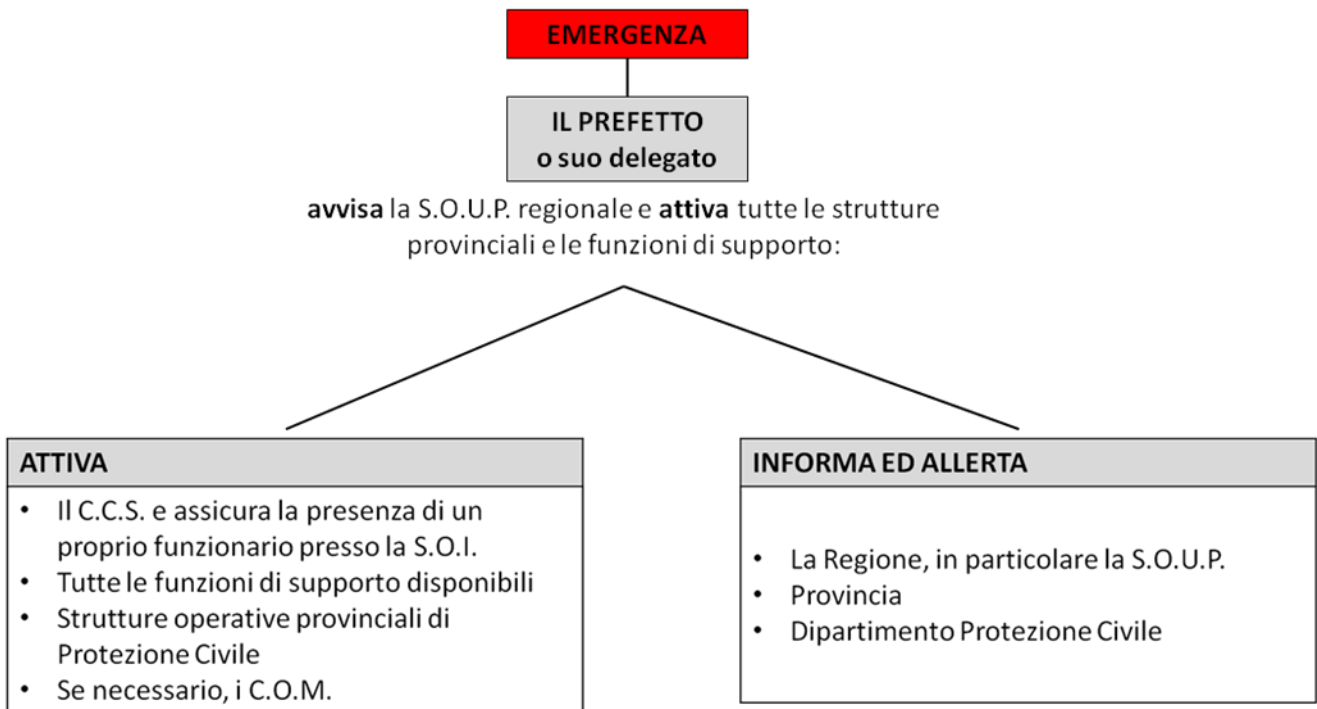 EMERGENZA
IL PREFETTO
o suo delegato
avvisa la S.O.U.P. regionale e attiva tutte le strutture
provinciali e le funzioni di supporto:
ATTIVA
• Il C.C.S. e assicura la presenza di un
proprio funzionario presso la S.O.I.
• Tutte le funzioni di supporto disponibili
• Strutture operative provinciali di
Protezione Civile
• Se necessario, i C.O.M.
INFORMA ED ALLERTA
• La Regione, in particolare la S.O.U.P.
• Provincia
• Dipartimento Protezione Civile